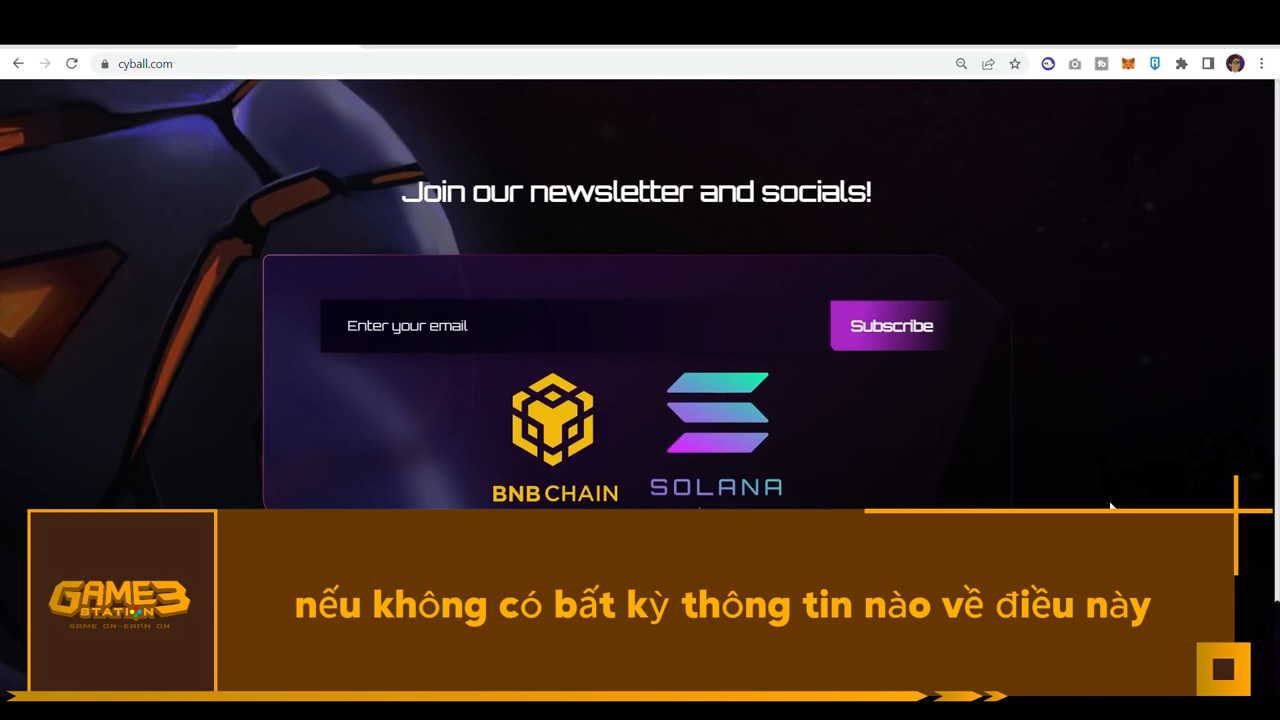 cyball.com
Join our newsletter and socials!
Enter your email
Subscribe
BNB CHAIN
SOLANA
GAME3
STATION
GAME ON-EARN ON
nếu không có bất kỳ thông tin nào về điều này